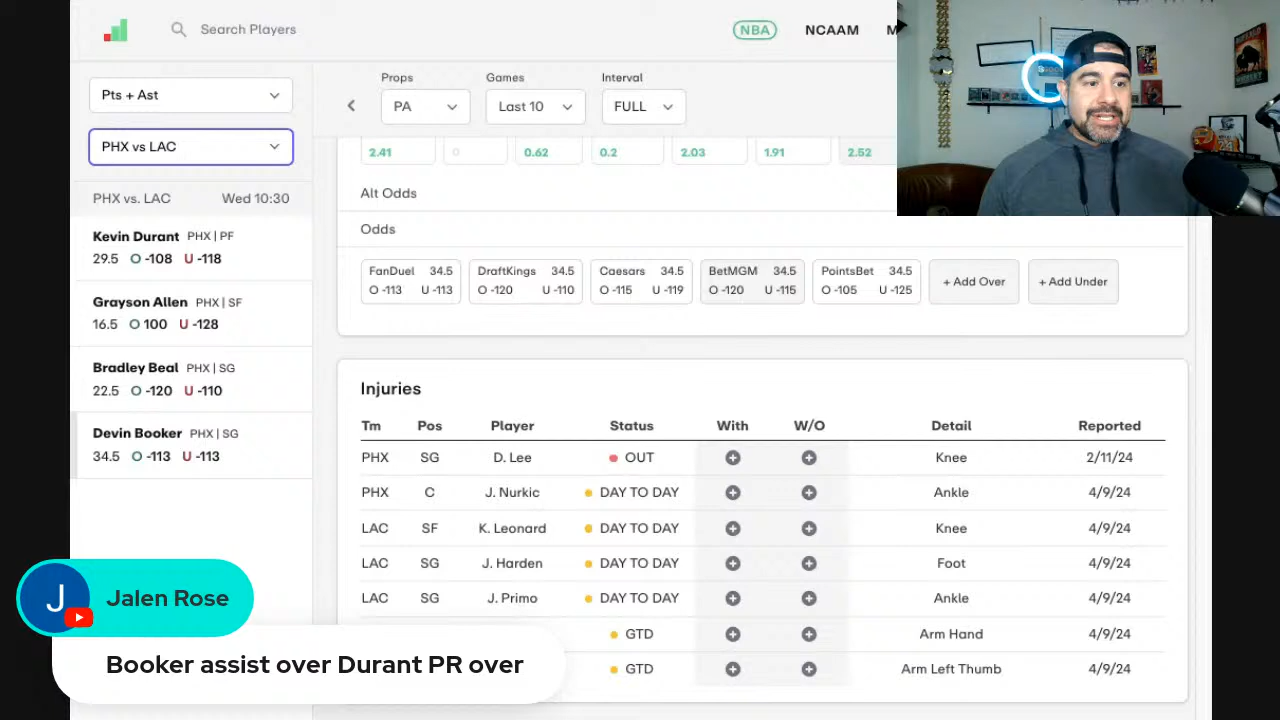 Search Players
NBA NCAAM M
Pts + Ast
PHX vs LAC
PHX vs. LAC Wed 10:30
Kevin Durant PHX | PF
29.5 O -108 U -118
Grayson Allen PHX | SF
16.5 O 100 U -128
Bradley Beal PHX | SG
22.5 O -120 U -110
Devin Booker PHX | SG
34.5 O -113 U -113
Props Games Interval
PA Last 10 FULL
2.41 0 0.62 0.2 2.03 1.91 2.52
Alt Odds
Odds
FanDuel 34.5 DraftKings 34.5 Caesars 34.5 BetMGM 34.5 PointsBet 34.5
O -113 U -113 O -120 U -110 O -115 U -119 O -120 U -115 O -105 U -125
+ Add Over + Add Under
Injuries
Tm Pos Player Status With W/O Detail Reported
PHX SG D. Lee OUT Knee 2/11/24
PHX C J. Nurkic DAY TO DAY Ankle 4/9/24
LAC SF K. Leonard DAY TO DAY Knee 4/9/24
LAC SG J. Harden DAY TO DAY Foot 4/9/24
LAC SG J. Primo DAY TO DAY Ankle 4/9/24
GTD Arm Hand 4/9/24
GTD Arm Left Thumb 4/9/24
J Jalen Rose
Booker assist over Durant PR over